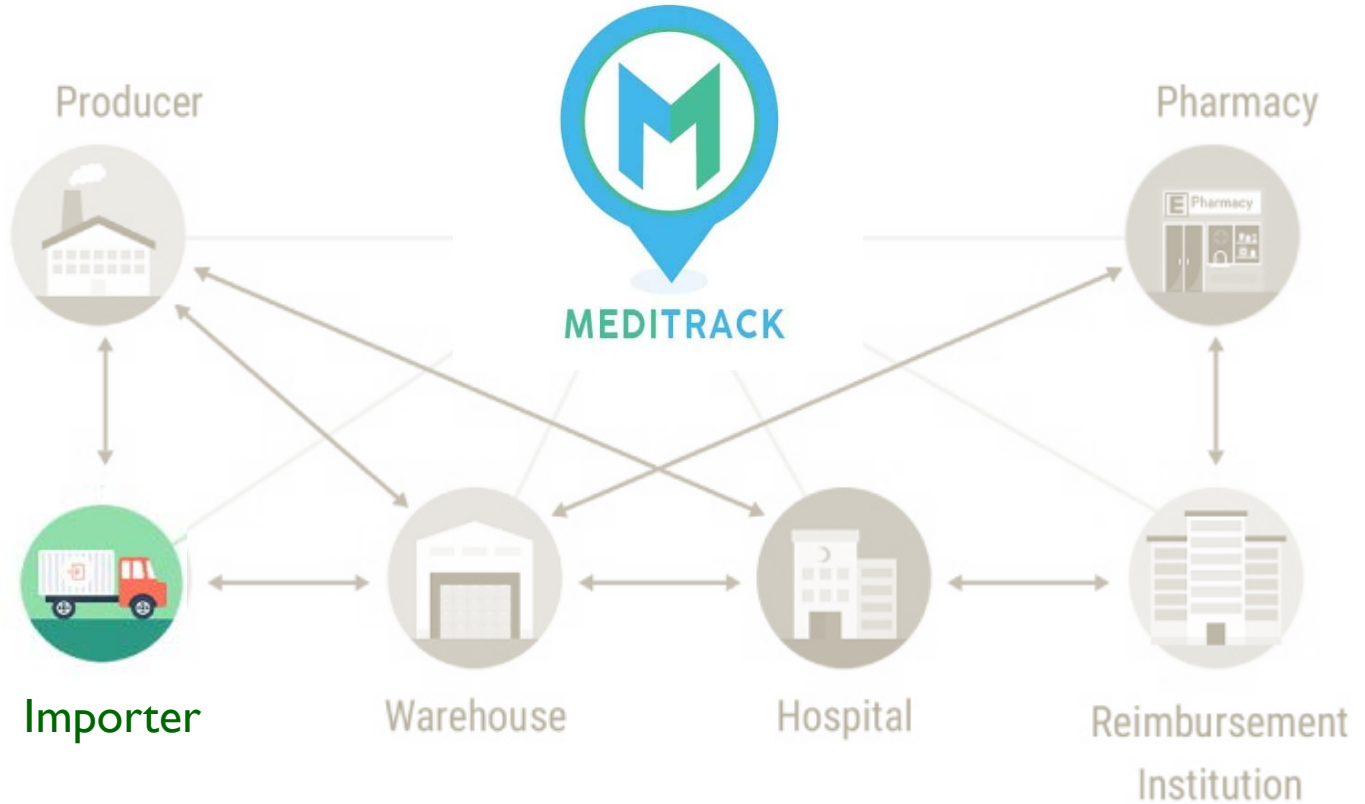 Producer
Pharmacy
E Pharmacy
M
MEDITRACK
Importer
Warehouse
Hospital
Reimbursement
Institution